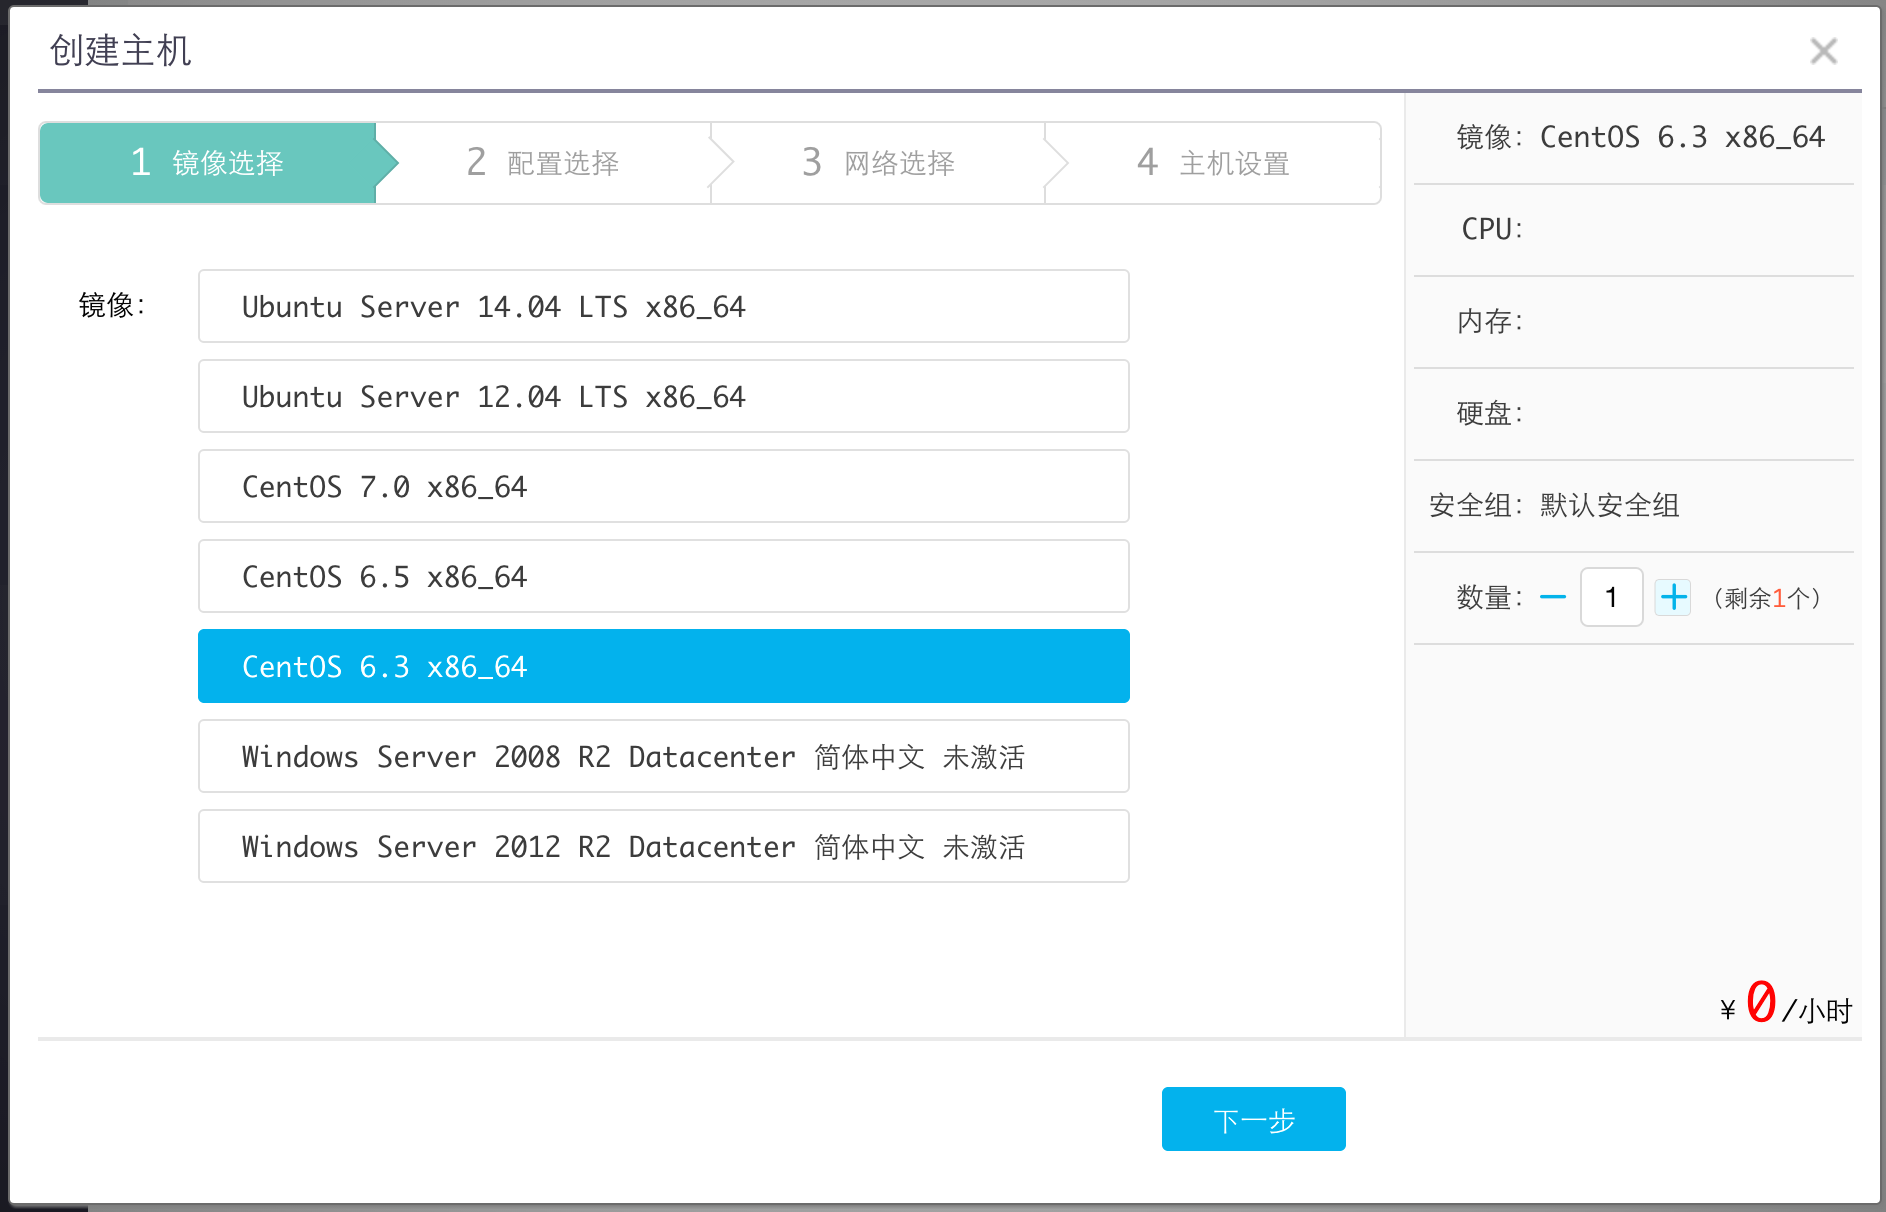 创建主机
1 镜像选择
2 配置选择
3 网络选择
4 主机设置
镜像：
Ubuntu Server 14.04 LTS x86_64
Ubuntu Server 12.04 LTS x86_64
CentOS 7.0 x86_64
CentOS 6.5 x86_64
CentOS 6.3 x86_64
Windows Server 2008 R2 Datacenter 简体中文 未激活
Windows Server 2012 R2 Datacenter 简体中文 未激活
镜像：CentOS 6.3 x86_64
CPU：
内存：
硬盘：
安全组：默认安全组
数量：－ 1 + （剩余1个）
¥ 0/小时
下一步